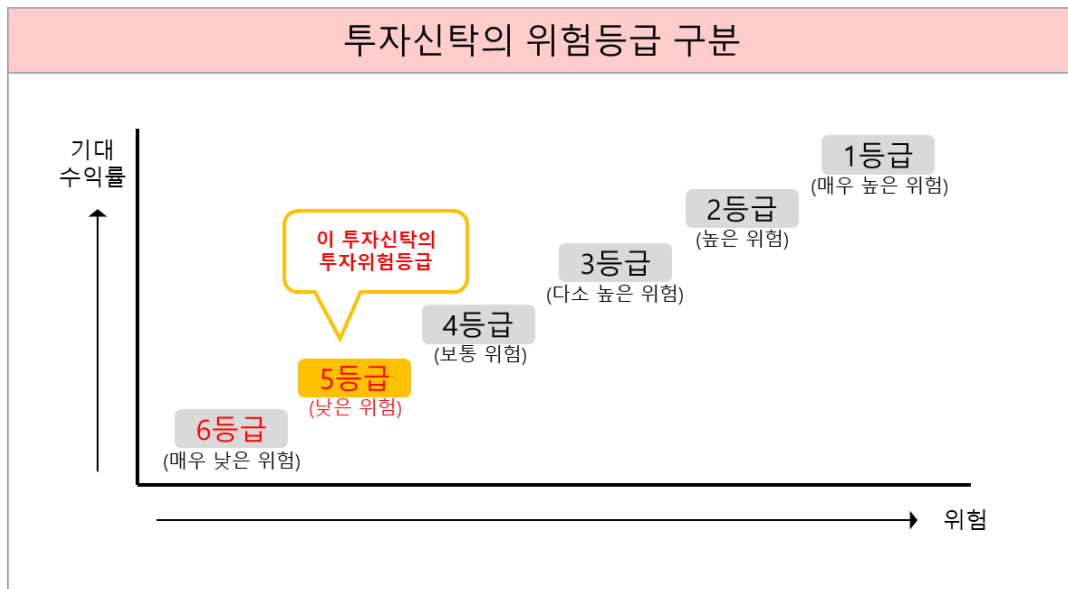 투자신탁의 위험등급 구분
기대
수익률
1등급
(매우 높은 위험)
2등급
(높은 위험)
3등급
(다소 높은 위험)
이 투자신탁의
투자위험등급
4등급
(보통 위험)
5등급
(낮은 위험)
6등급
(매우 낮은 위험)
위험